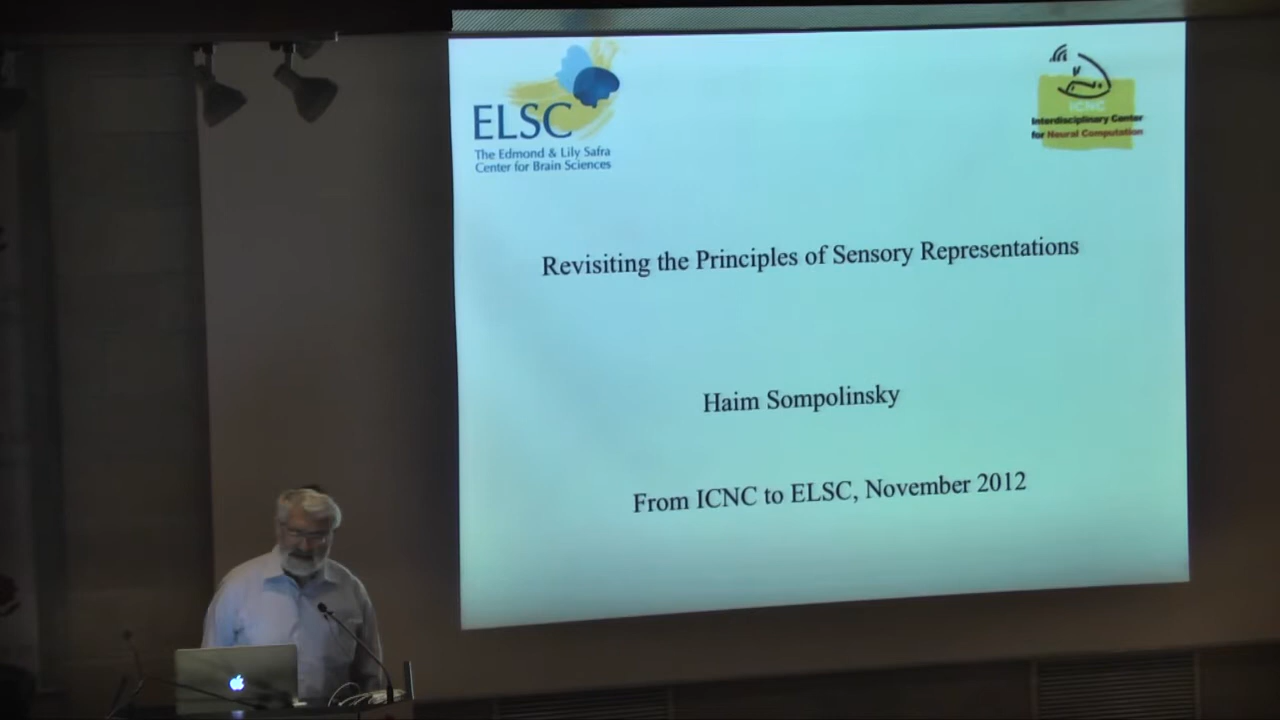 ELSC
The Edmond & Lily Safra
Center for Brain Sciences
ICNC
Interdisciplinary Center
for Neural Computation
Revisiting the Principles of Sensory Representations
Haim Sompolinsky
From ICNC to ELSC, November 2012